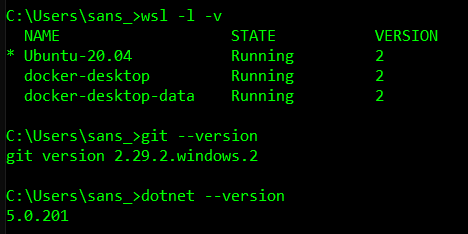 C:\Users\sans_>wsl -l -v
  NAME                   STATE           VERSION
* Ubuntu-20.04           Running         2
  docker-desktop         Running         2
  docker-desktop-data    Running         2
C:\Users\sans_>git --version
git version 2.29.2.windows.2
C:\Users\sans_>dotnet --version
5.0.201